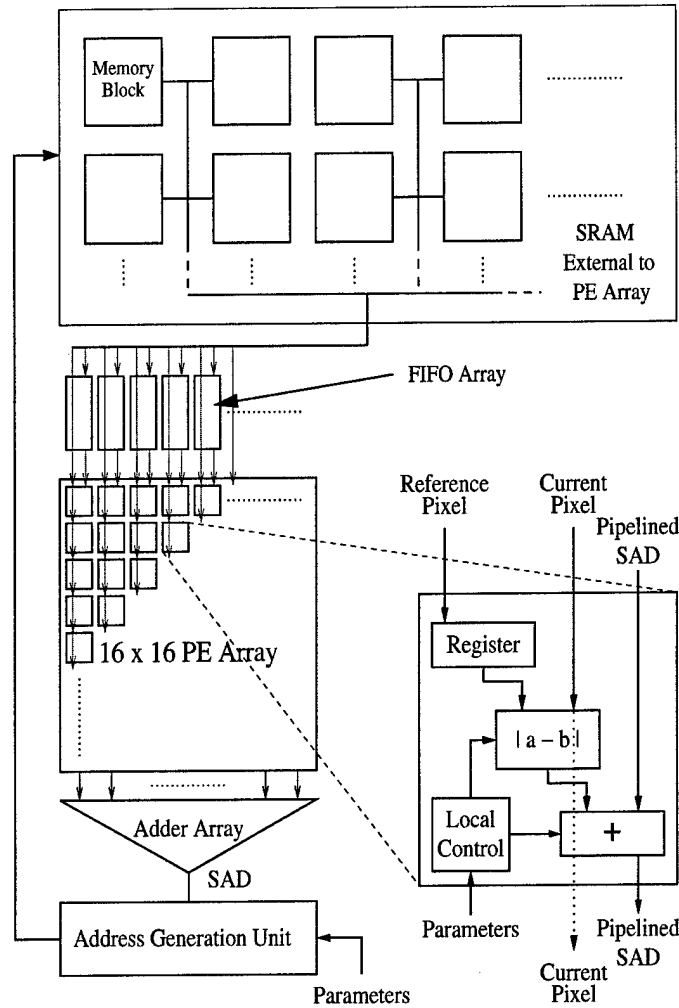 Memory
Block
SRAM
External to
PE Array
FIFO Array
Reference
Pixel
Current
Pixel
Pipelined
SAD
Register
16 x 16 PE Array
| a – b |
Adder Array
Local
Control
+
SAD
Address Generation Unit
Parameters
Pipelined
SAD
Current
Pixel
Parameters